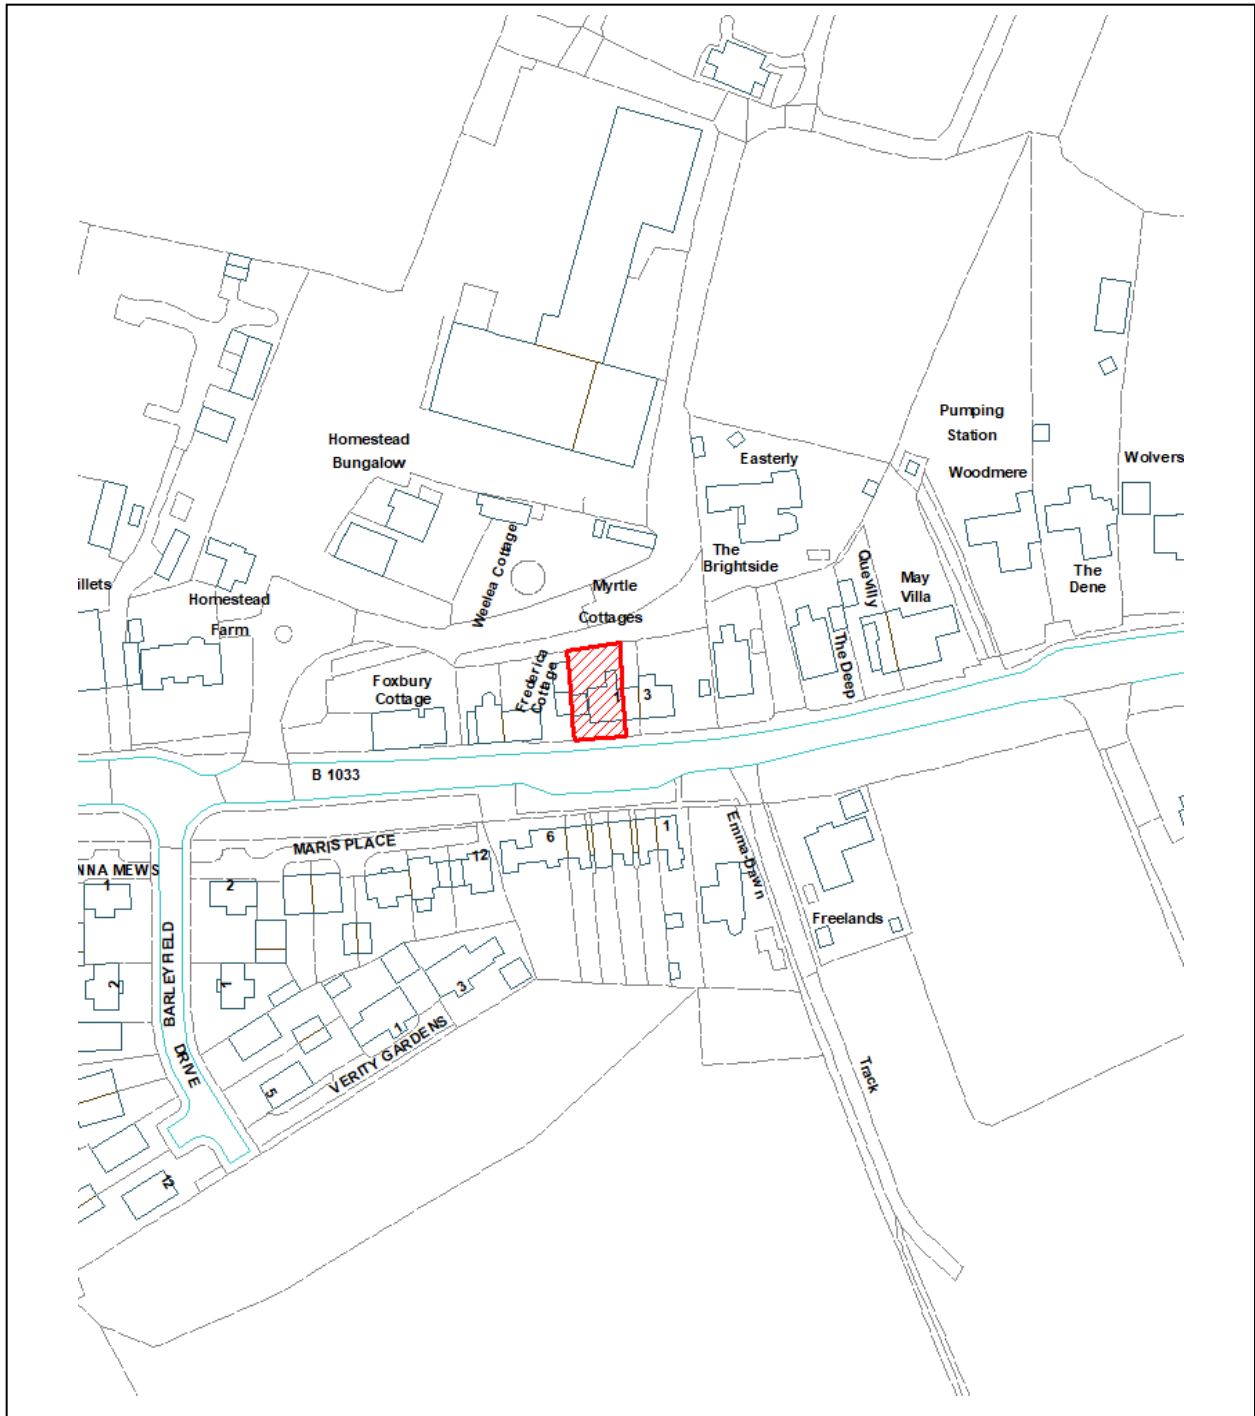 Pumping
Station
Homestead
Bungalow
Easterly
Woodmere
Wolvers
Weelea Cottage
The
Brightside
Quevilly
May
Villa
The
Dene
illets
Homestead
Farm
Myrtle
Cottages
The Deep
Foxbury
Cottage
Frederica
Cottage
1
3
B 1033
MARIS PLACE
12
6
1
Emma-Dawn
NNA MEWS
1
2
Freelands
BARLEYFIELD
DRIVE
2
1
3
1
VERITY GARDENS
5
Track
12